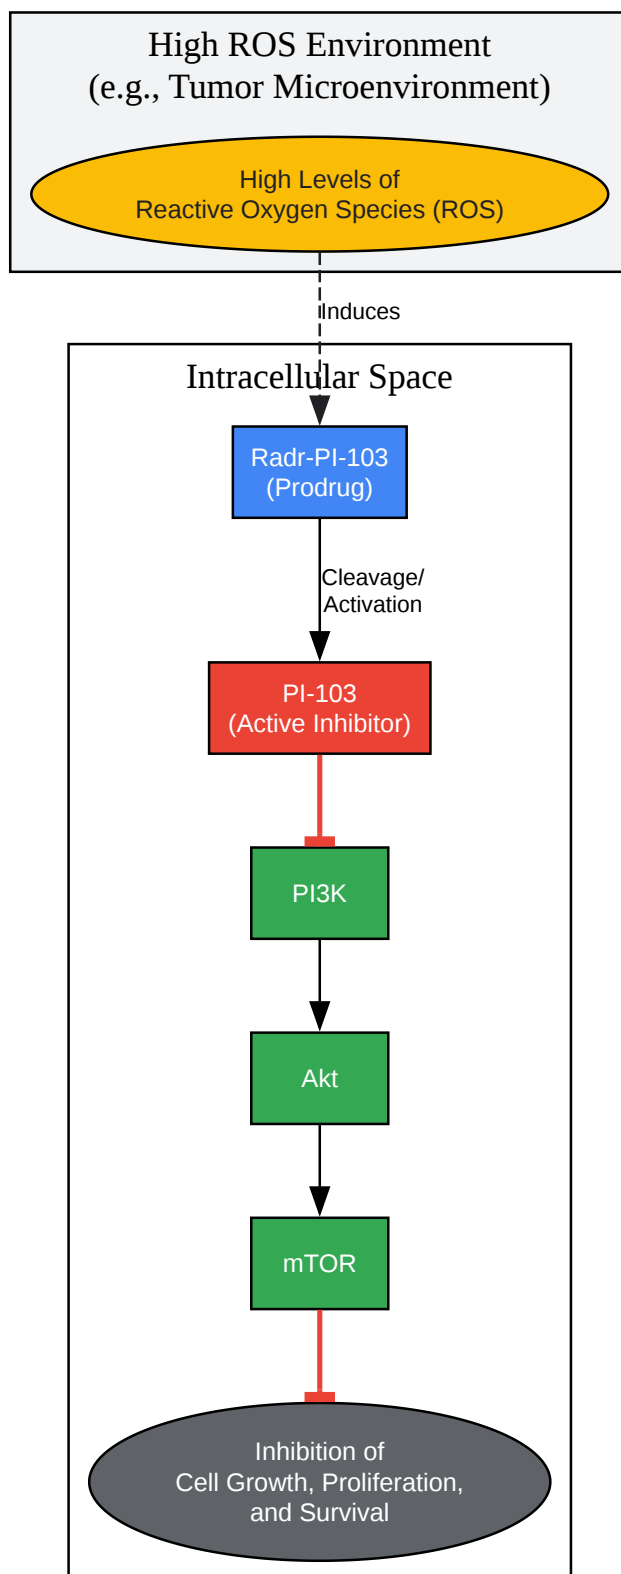 High ROS Environment
(e.g., Tumor Microenvironment)
High Levels of
Reactive Oxygen Species (ROS)
Induces
Intracellular Space
Radr-PI-103
(Prodrug)
Cleavage/
Activation
PI-103
(Active Inhibitor)
PI3K
Akt
mTOR
Inhibition of
Cell Growth, Proliferation,
and Survival